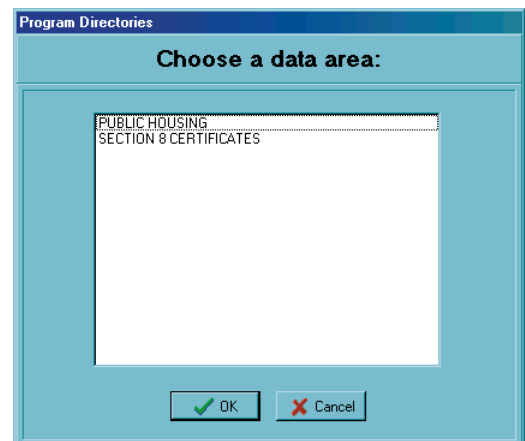 Program Directories
Choose a data area:
PUBLIC HOUSING
SECTION 8 CERTIFICATES
OK
Cancel